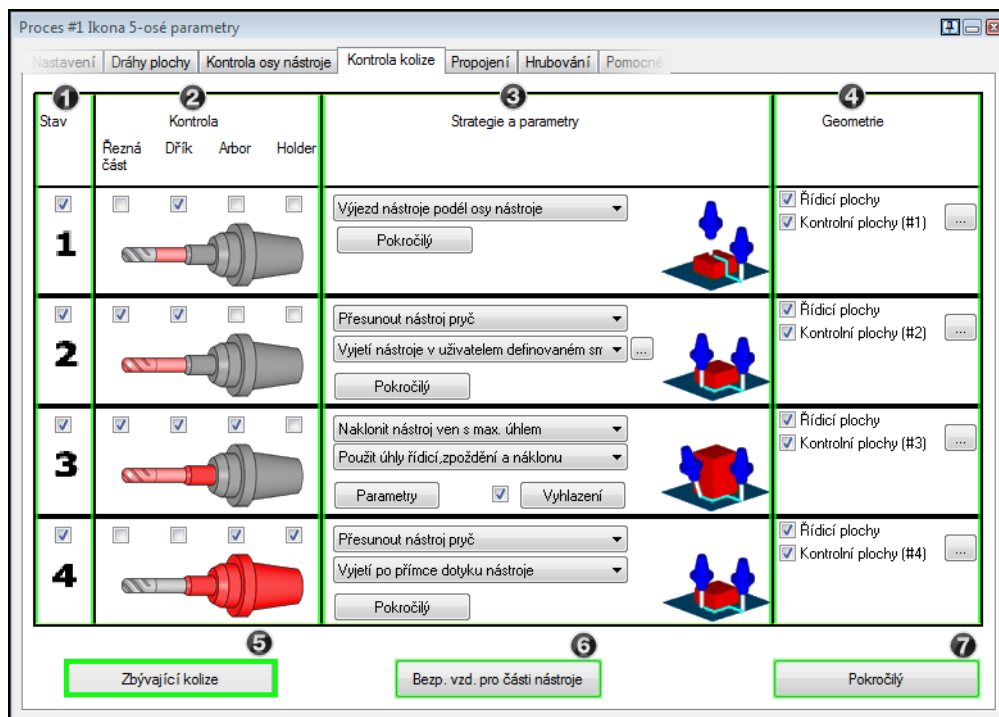 Proces #1 Ikona 5-osé parametry
Nastavení Dráhy plochy Kontrola osy nástroje Kontrola kolize Propojení Hrubování Pomocné
1 2 3 4
Stav Kontrola Strategie a parametry Geometrie
Řezná část Dřík Arbor Holder
1
Výjezd nástroje podél osy nástroje
Pokročilý
Řídicí plochy
Kontrolní plochy (#1) ...
2
Přesunout nástroj pryč
Vyjetí nástroje v uživatelem definovaném sm ...
Pokročilý
Řídicí plochy
Kontrolní plochy (#2) ...
3
Naklonit nástroj ven s max. úhlem
Použit úhly řídicí,zpoždění a náklonu
Parametry Vyhlazení
Řídicí plochy
Kontrolní plochy (#3) ...
4
Přesunout nástroj pryč
Vyjetí po přímce dotyku nástroje
Pokročilý
Řídicí plochy
Kontrolní plochy (#4) ...
5 6 7
Zbývající kolize Bezp. vzd. pro části nástroje Pokročilý